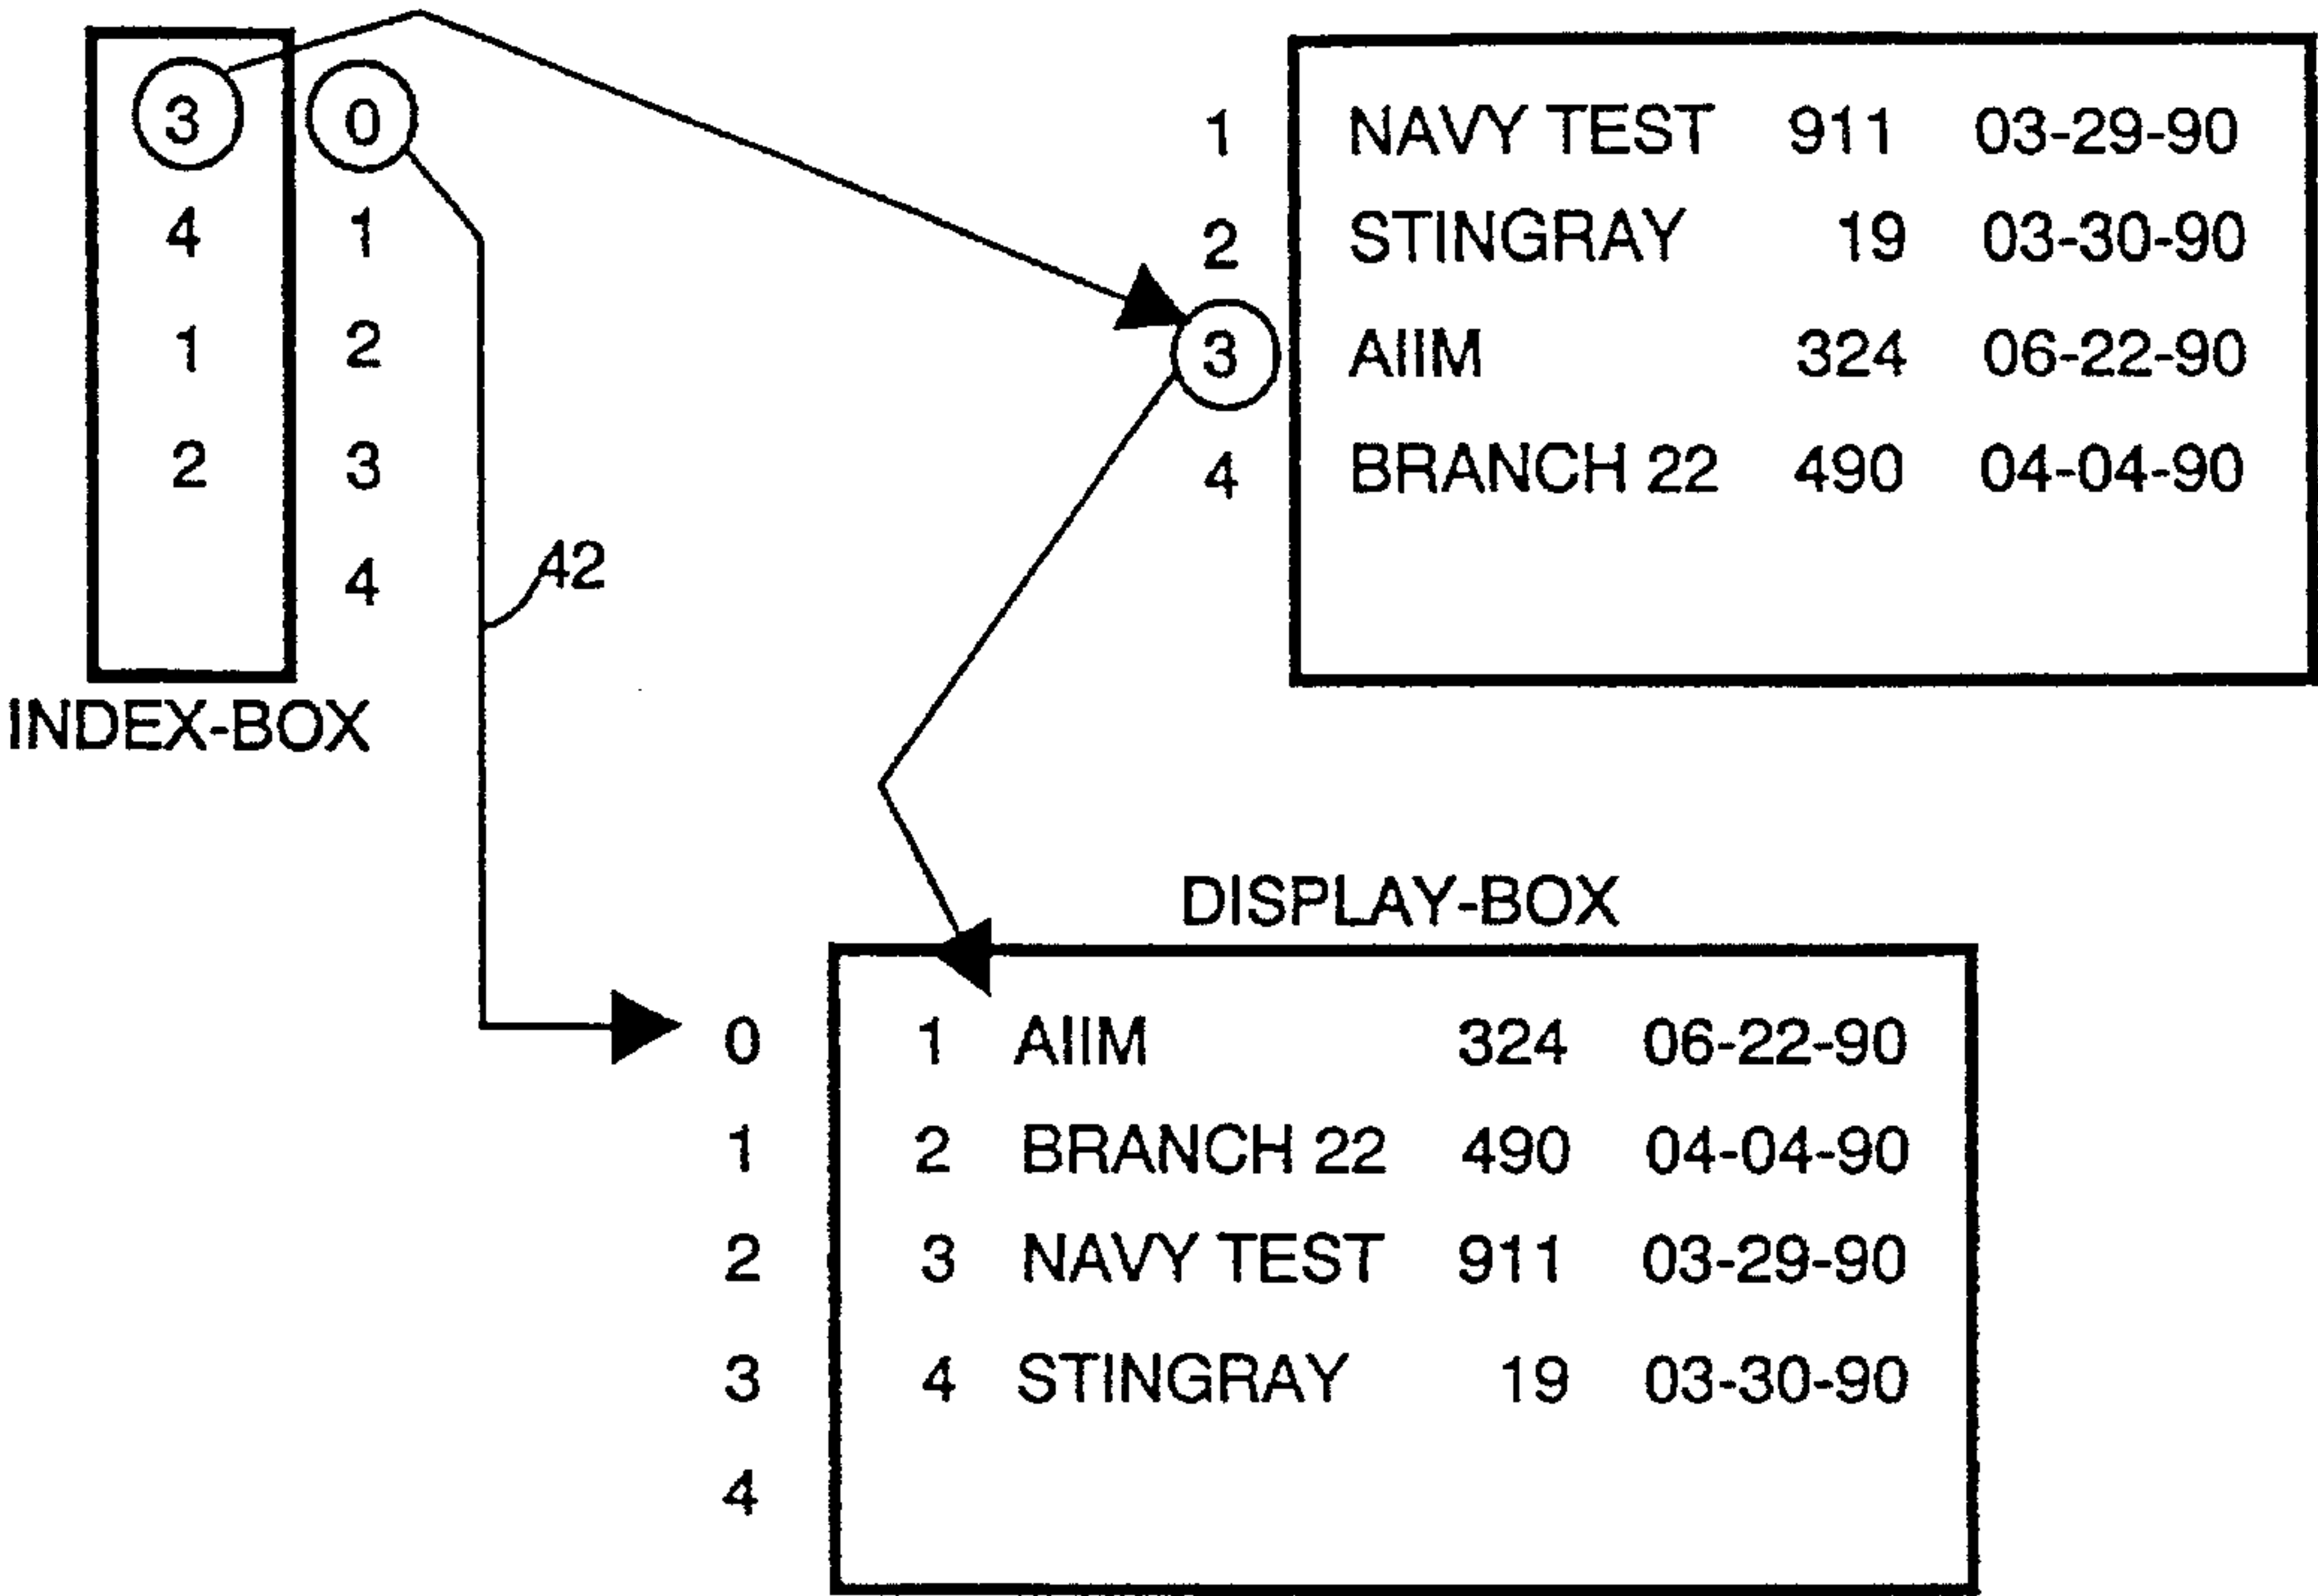 3 0
4 1
1 2
2 3
4
42
INDEX-BOX
1 NAVY TEST 911 03-29-90
2 STINGRAY 19 03-30-90
3 AIIM 324 06-22-90
4 BRANCH 22 490 04-04-90
DISPLAY-BOX
0 1 AIIM 324 06-22-90
1 2 BRANCH 22 490 04-04-90
2 3 NAVY TEST 911 03-29-90
3 4 STINGRAY 19 03-30-90
4